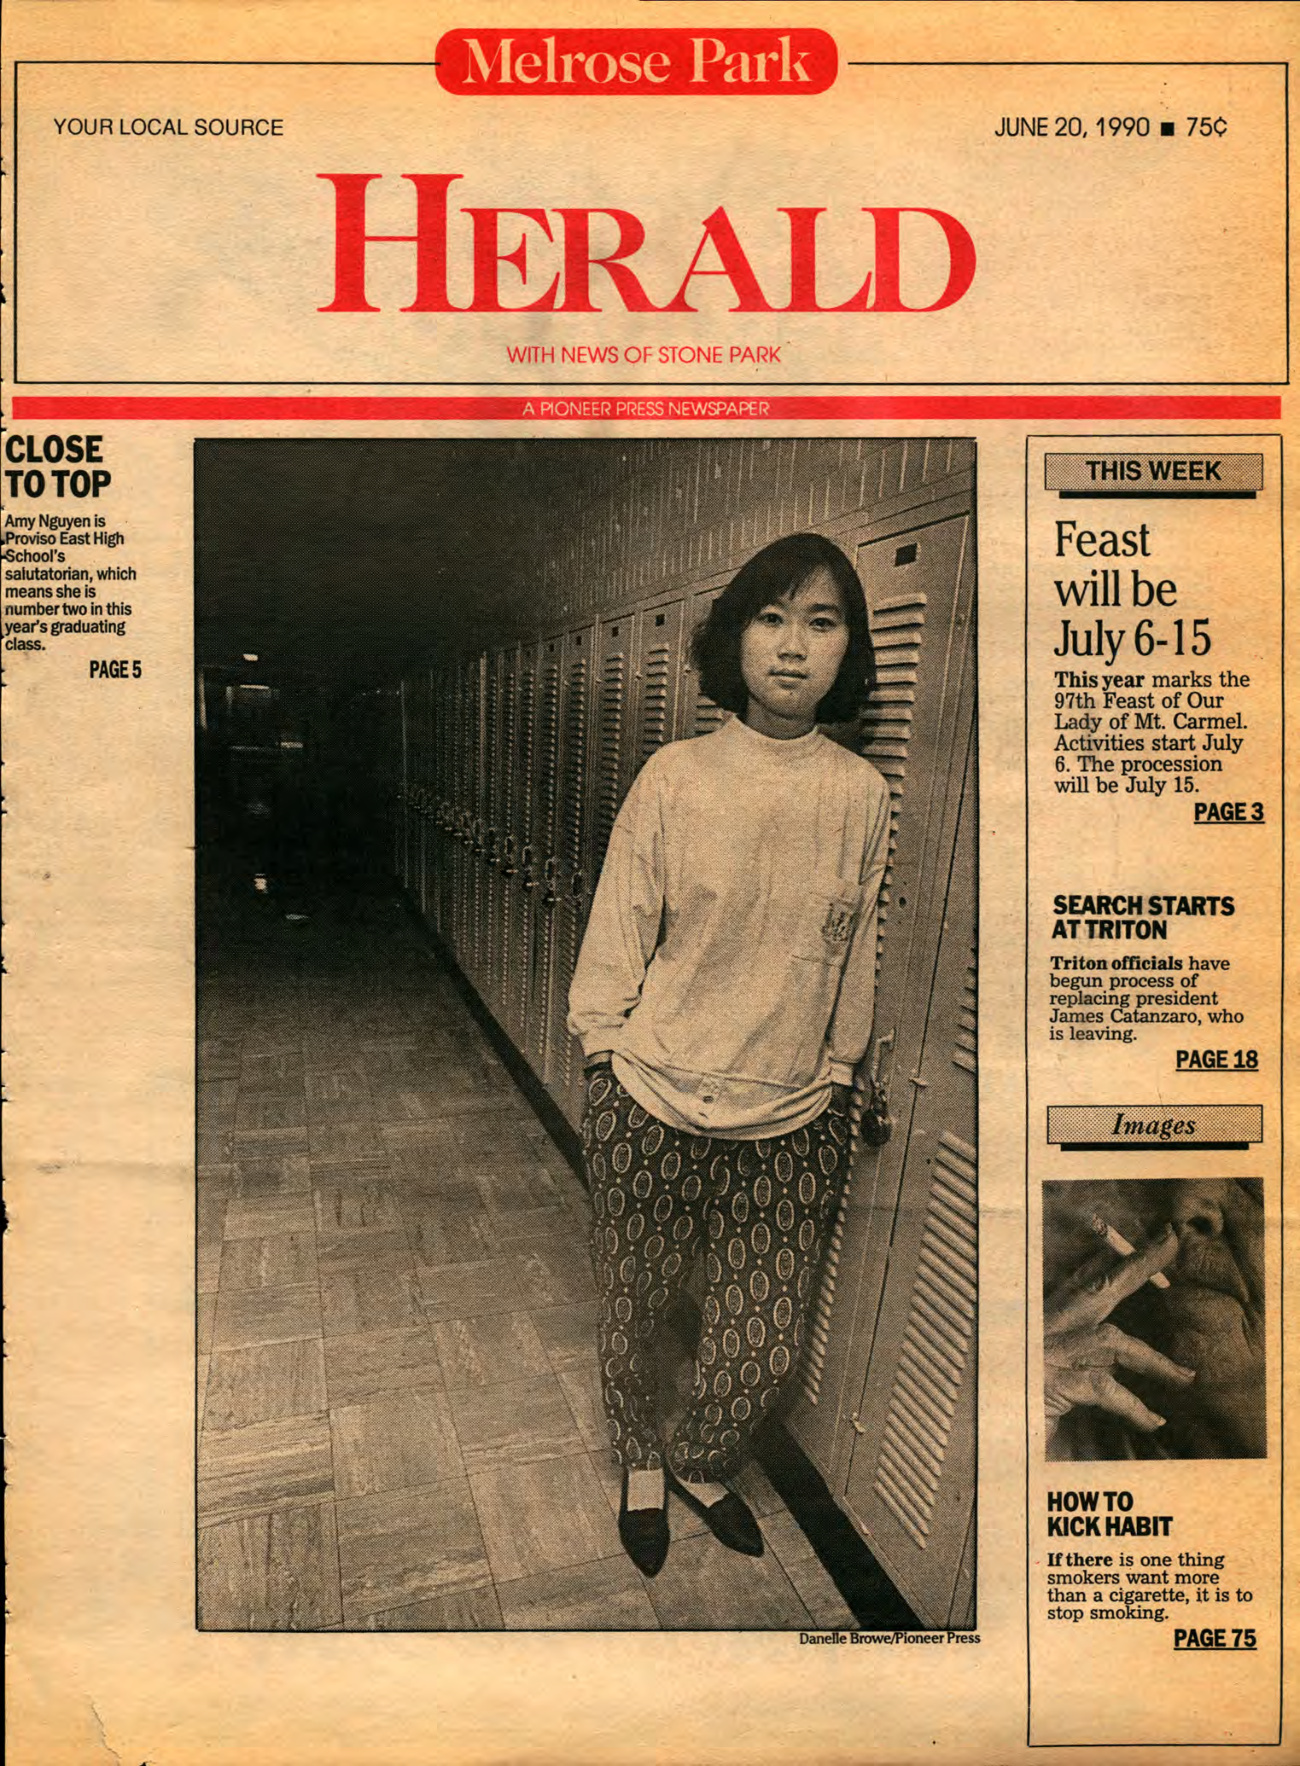 Melrose Park
YOUR LOCAL SOURCE
JUNE 20, 1990 ■ 75¢
HERALD
WITH NEWS OF STONE PARK
A PIONEER PRESS NEWSPAPER
CLOSE
TO TOP
Amy Nguyen is
Proviso East High
School's
salutatorian, which
means she is
number two in this
year's graduating
class.
PAGE 5
Danelle Browe/Pioneer Press
THIS WEEK
Feast
will be
July 6-15
This year marks the
97th Feast of Our
Lady of Mt. Carmel.
Activities start July
6. The procession
will be July 15.
PAGE 3
SEARCH STARTS
AT TRITON
Triton officials have
begun process of
replacing president
James Catanzaro, who
is leaving.
PAGE 18
Images
HOW TO
KICK HABIT
If there is one thing
smokers want more
than a cigarette, it is to
stop smoking.
PAGE 75